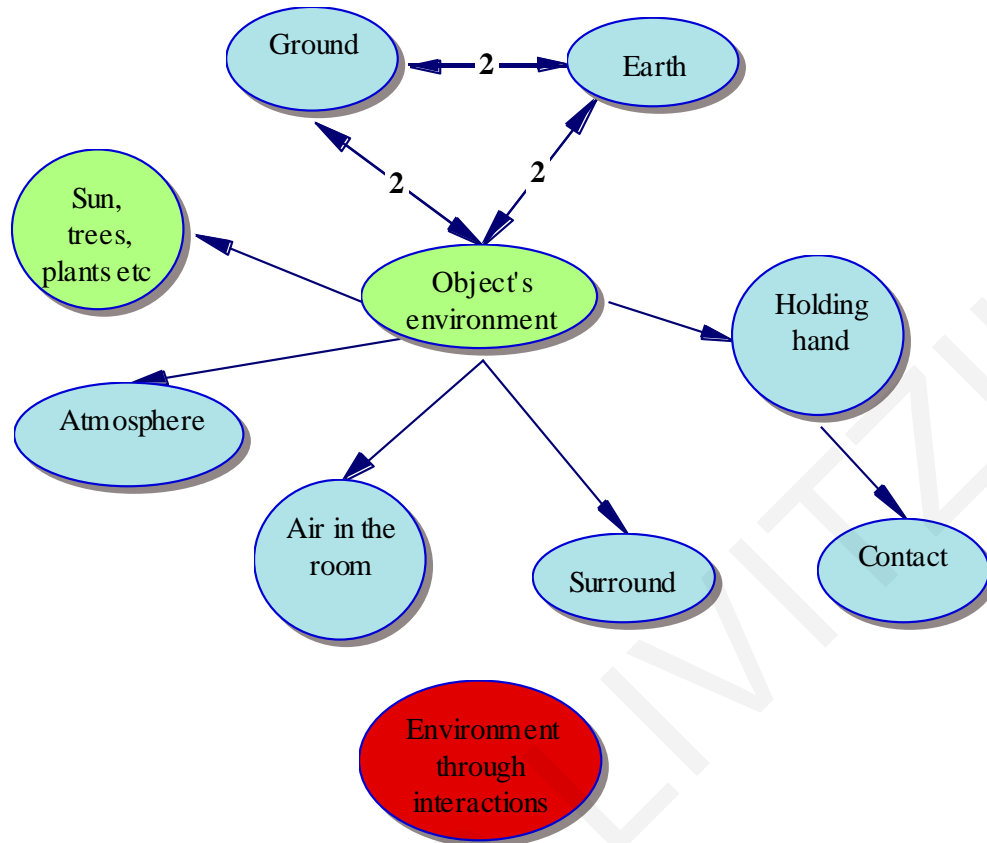 Ground
2
Earth
2
2
Sun,
trees,
plants etc
Object's
environment
Holding
hand
Atmosphere
Air in the
room
Surround
Contact
Environment
through
interactions